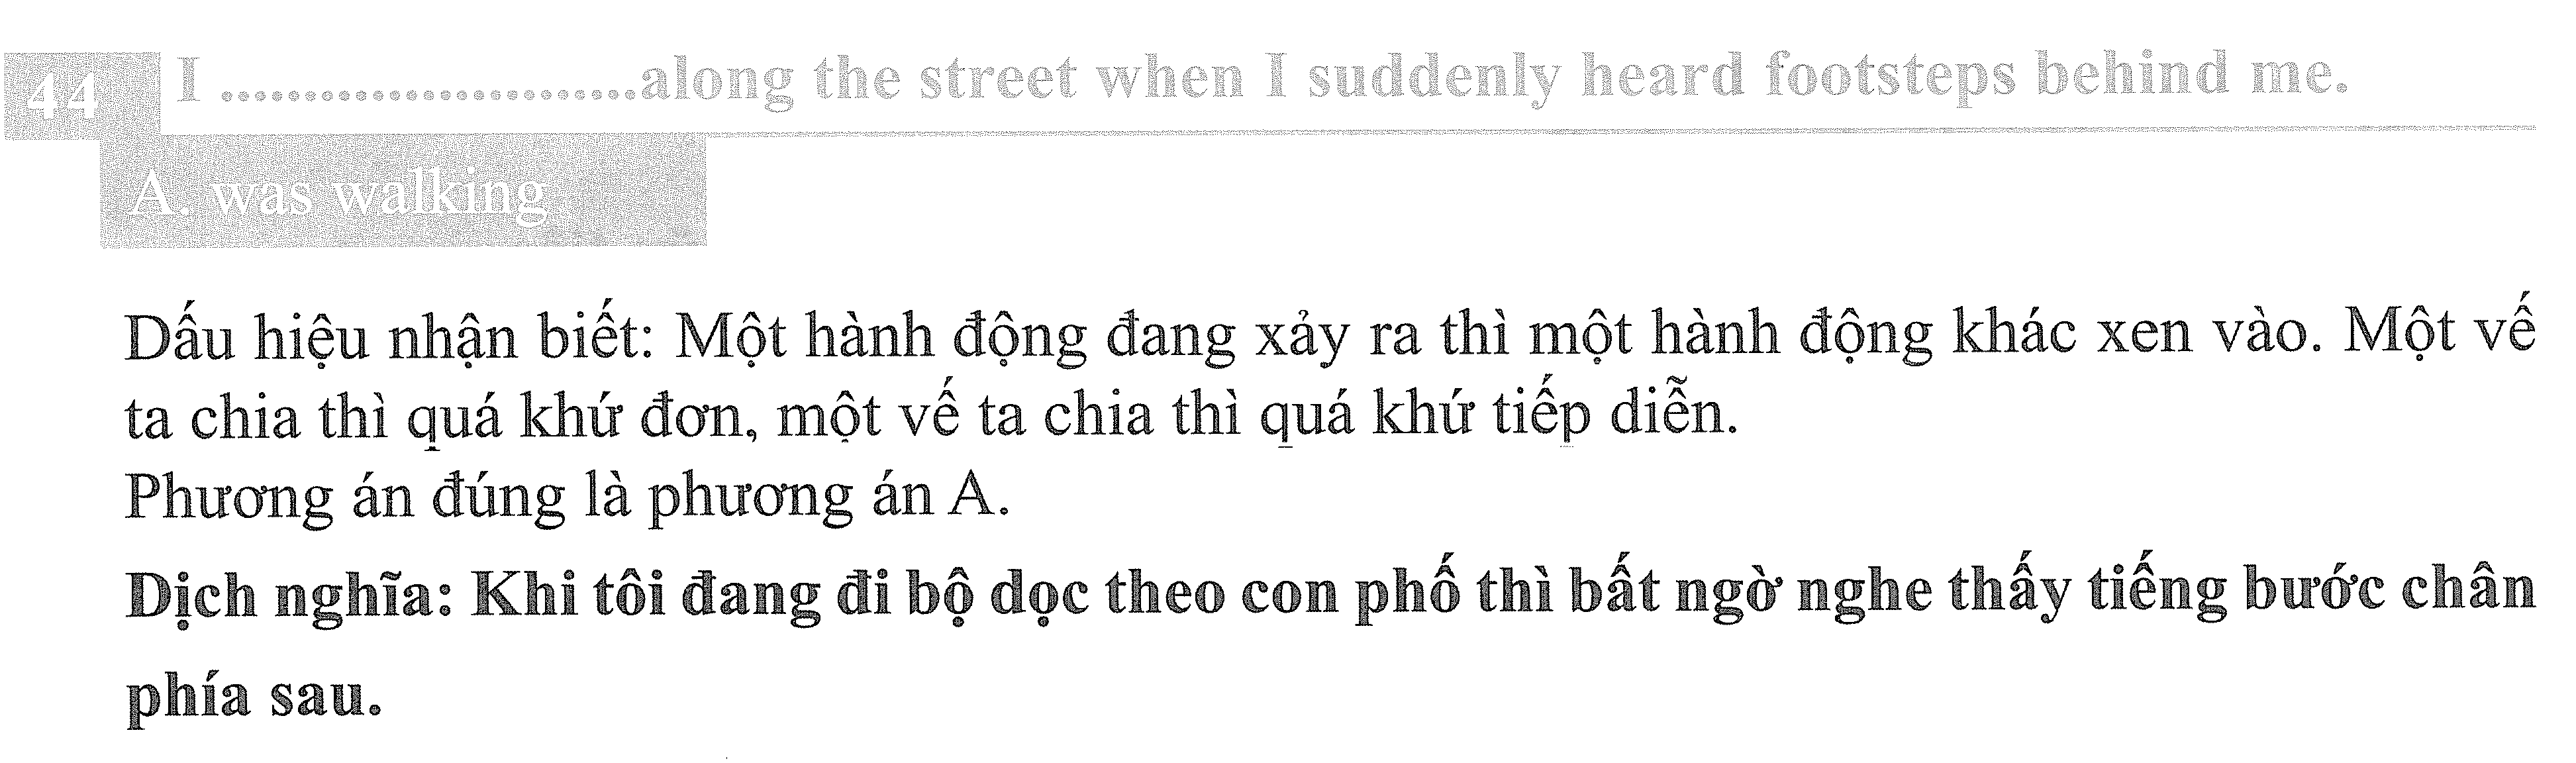 44 I ........................along the street when I suddenly heard footsteps behind me.
A. was walking
Dấu hiệu nhận biết: Một hành động đang xảy ra thì một hành động khác xen vào. Một vế
ta chia thì quá khứ đơn, một vế ta chia thì quá khứ tiếp diễn.
Phương án đúng là phương án A.
Dịch nghĩa: Khi tôi đang đi bộ dọc theo con phố thì bất ngờ nghe thấy tiếng bước chân
phía sau.